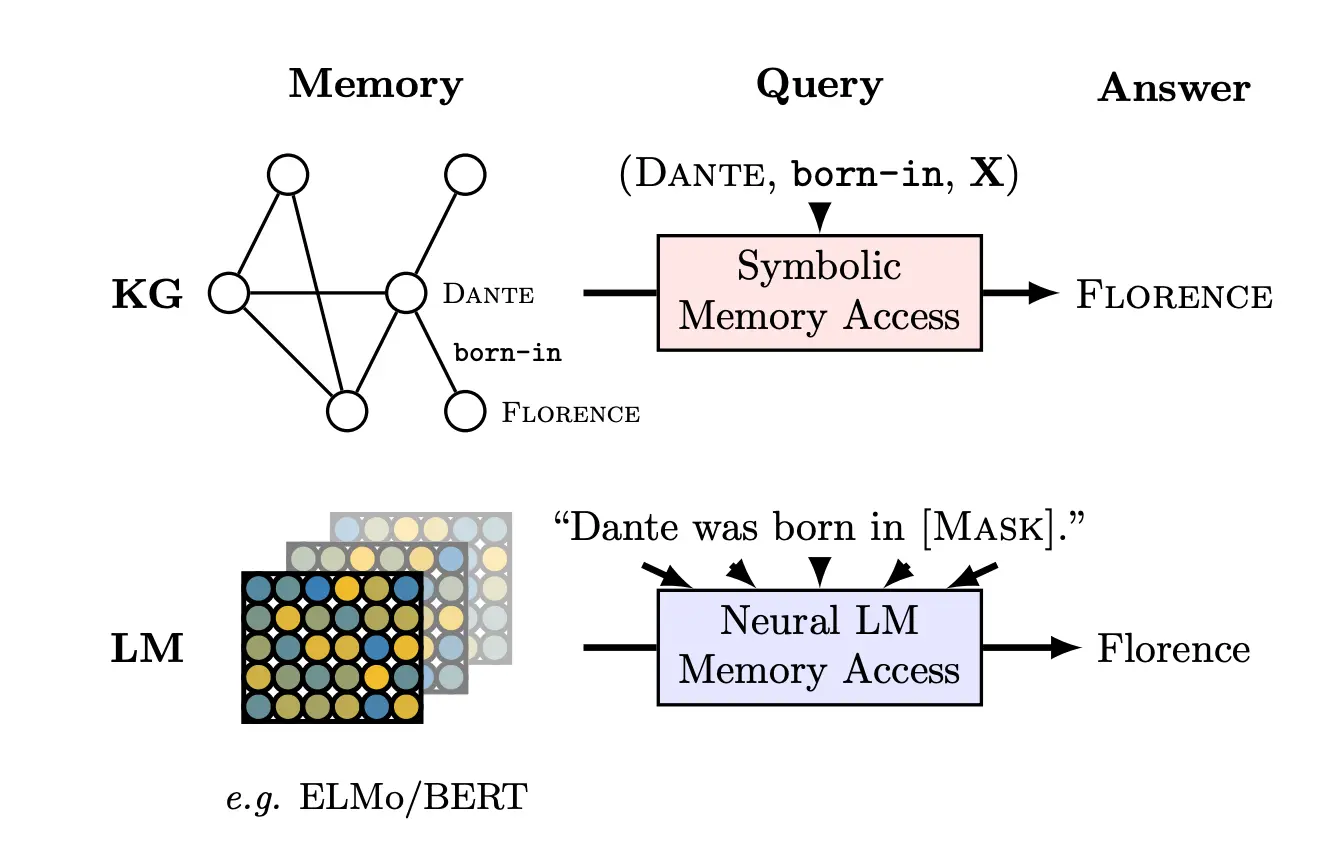 Memory Query Answer
(DANTE, born-in, X)
Symbolic
Memory Access
KG
DANTE
FLORENCE
born-in
FLORENCE
“Dante was born in [MASK].”
Neural LM
Memory Access
LM
Florence
e.g. ELMo/BERT